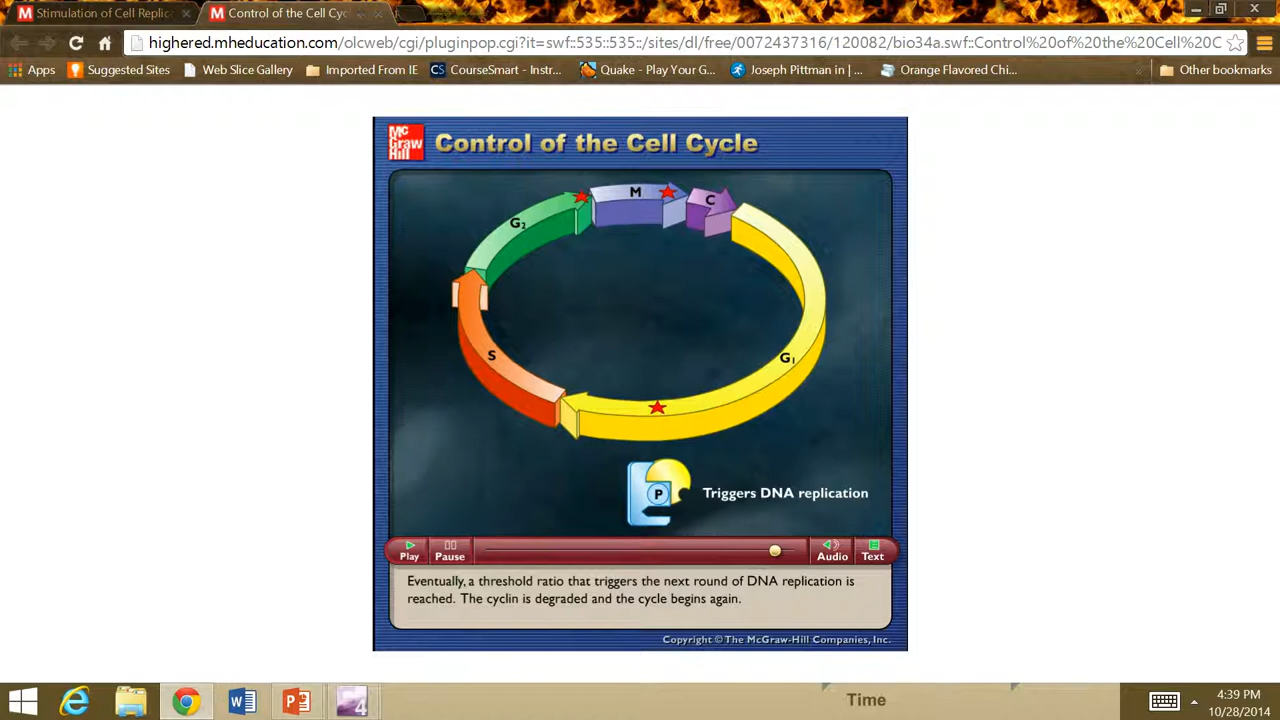 Stimulation of Cell Replic
Control of the Cell Cyc
highered.mheducation.com/olcweb/cgi/pluginpop.cgi?it=swf::535::535::/sites/dl/free/0072437316/120082/bio34a.swf::Control%20of%20the%20Cell%20C
Apps
Suggested Sites
Web Slice Gallery
Imported From IE
CS CourseSmart - Instr...
Quake - Play Your G...
Joseph Pittman in | ...
Orange Flavored Chi...
Other bookmarks
Mc
Graw
Hill
Control of the Cell Cycle
M
C
G₂
S
G₁
P
Triggers DNA replication
Play
Pause
Audio
Text
Eventually, a threshold ratio that triggers the next round of DNA replication is
reached. The cyclin is degraded and the cycle begins again.
Copyright © The McGraw-Hill Companies, Inc.
4
Time
4:39 PM
10/28/2014